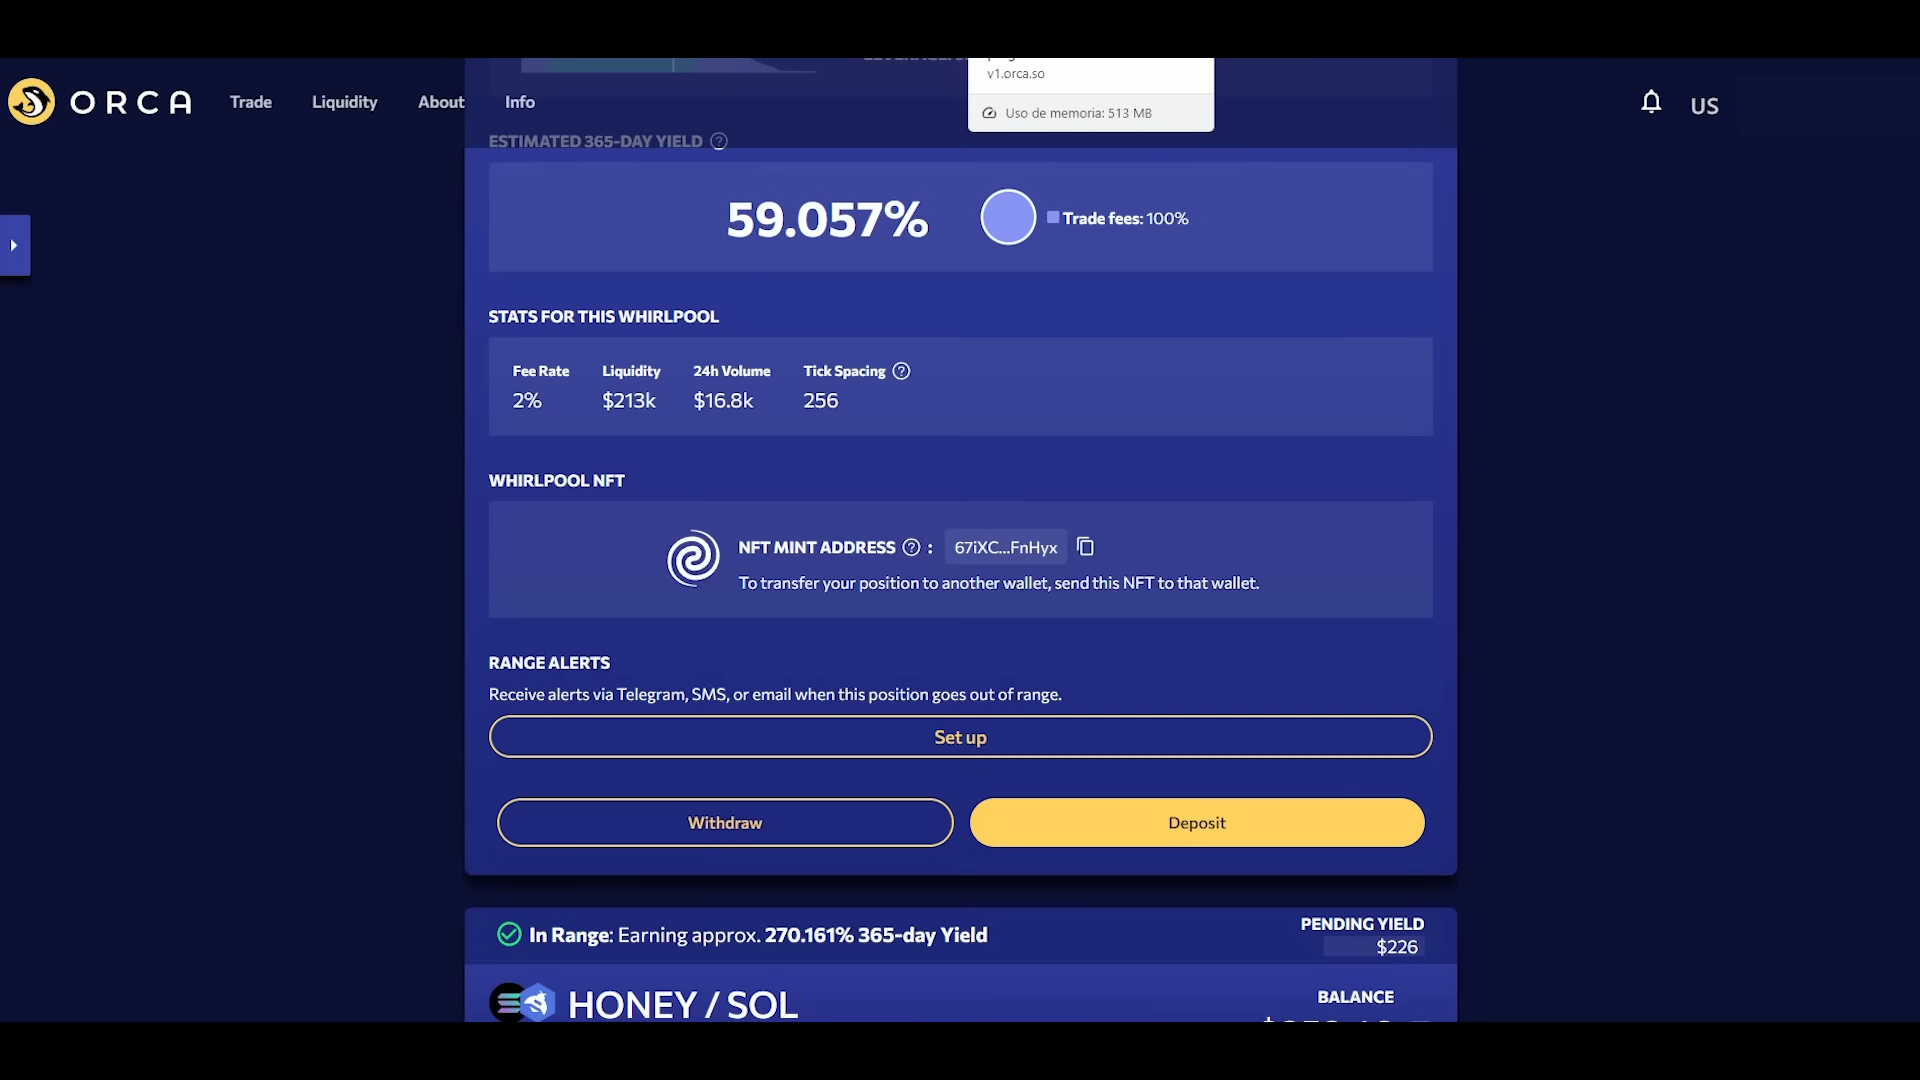 ORCA
Trade
Liquidity
About
Info
v1.orca.so
Uso de memoria: 513 MB
US
ESTIMATED 365-DAY YIELD
59.057%
Trade fees: 100%
STATS FOR THIS WHIRLPOOL
Fee Rate Liquidity 24h Volume Tick Spacing
2% $213k $16.8k 256
WHIRLPOOL NFT
NFT MINT ADDRESS : 67iXC...FnHyx
To transfer your position to another wallet, send this NFT to that wallet.
RANGE ALERTS
Receive alerts via Telegram, SMS, or email when this position goes out of range.
Set up
Withdraw
Deposit
In Range: Earning approx. 270.161% 365-day Yield
PENDING YIELD
$226
HONEY / SOL
BALANCE